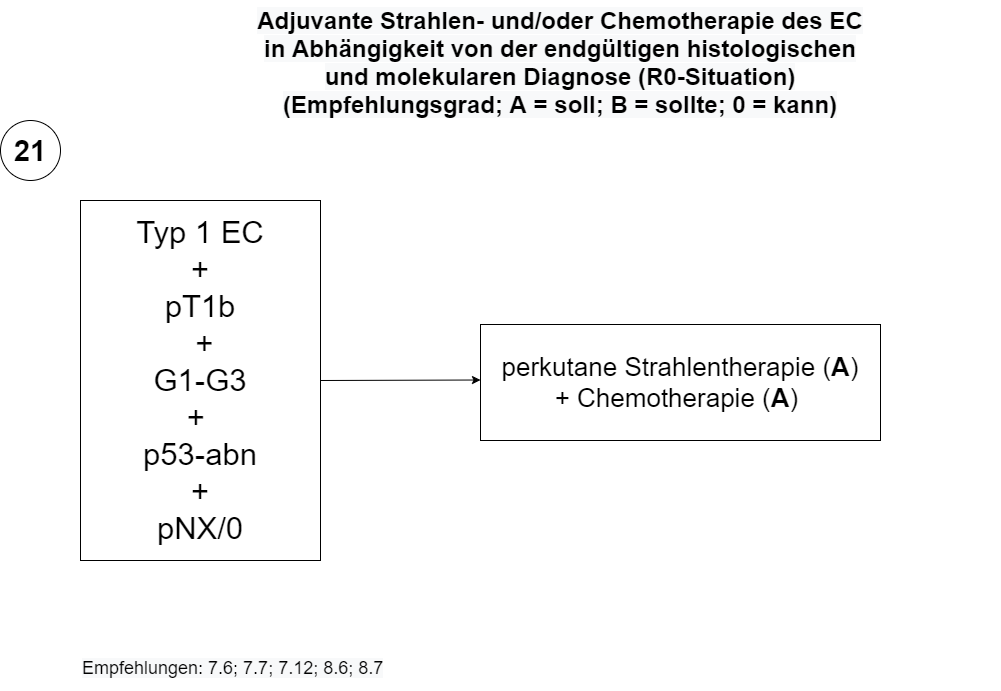 Adjuvante Strahlen- und/oder Chemotherapie des EC
in Abhängigkeit von der endgültigen histologischen
und molekularen Diagnose (R0-Situation)
(Empfehlungsgrad; A = soll; B = sollte; 0 = kann)
21
Typ 1 EC
+
pT1b
+
G1-G3
+
p53-abn
+
pNX/0
perkutane Strahlentherapie (A)
+ Chemotherapie (A)
Empfehlungen: 7.6; 7.7; 7.12; 8.6; 8.7